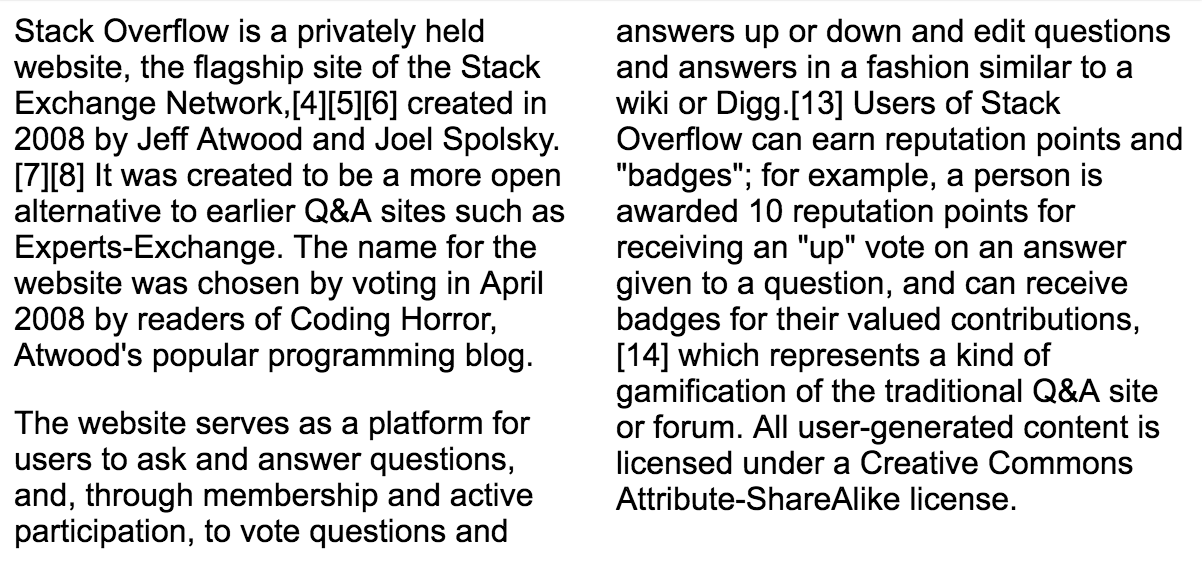 Stack Overflow is a privately held
website, the flagship site of the Stack
Exchange Network,[4][5][6] created in
2008 by Jeff Atwood and Joel Spolsky.
[7][8] It was created to be a more open
alternative to earlier Q&A sites such as
Experts-Exchange. The name for the
website was chosen by voting in April
2008 by readers of Coding Horror,
Atwood's popular programming blog.
The website serves as a platform for
users to ask and answer questions,
and, through membership and active
participation, to vote questions and
answers up or down and edit questions
and answers in a fashion similar to a
wiki or Digg.[13] Users of Stack
Overflow can earn reputation points and
"badges"; for example, a person is
awarded 10 reputation points for
receiving an "up" vote on an answer
given to a question, and can receive
badges for their valued contributions,
[14] which represents a kind of
gamification of the traditional Q&A site
or forum. All user-generated content is
licensed under a Creative Commons
Attribute-ShareAlike license.